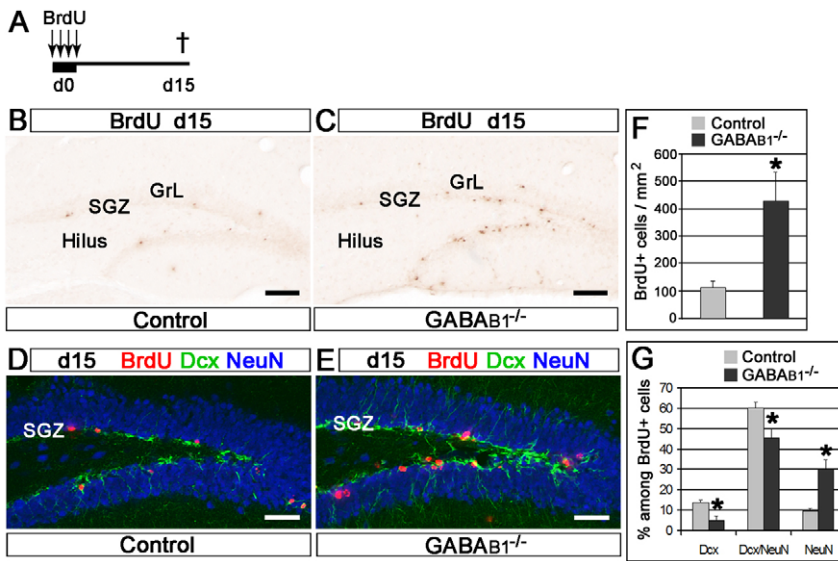 A
BrdU
†
d0
d15
B
BrdU d15
GrL
SGZ
Hilus
Control
C
BrdU d15
GrL
SGZ
Hilus
GABAB1-/-
D
d15 BrdU Dcx NeuN
SGZ
Control
E
d15 BrdU Dcx NeuN
SGZ
GABAB1-/-
F
Control
GABAB1-/-
BrdU+ cells / mm²
600
500
400
300
200
100
0
*
G
Control
GABAB1-/-
% among BrdU+ cells
70
60
50
40
30
20
10
0
*
*
*
Dcx
Dcx/NeuN
NeuN